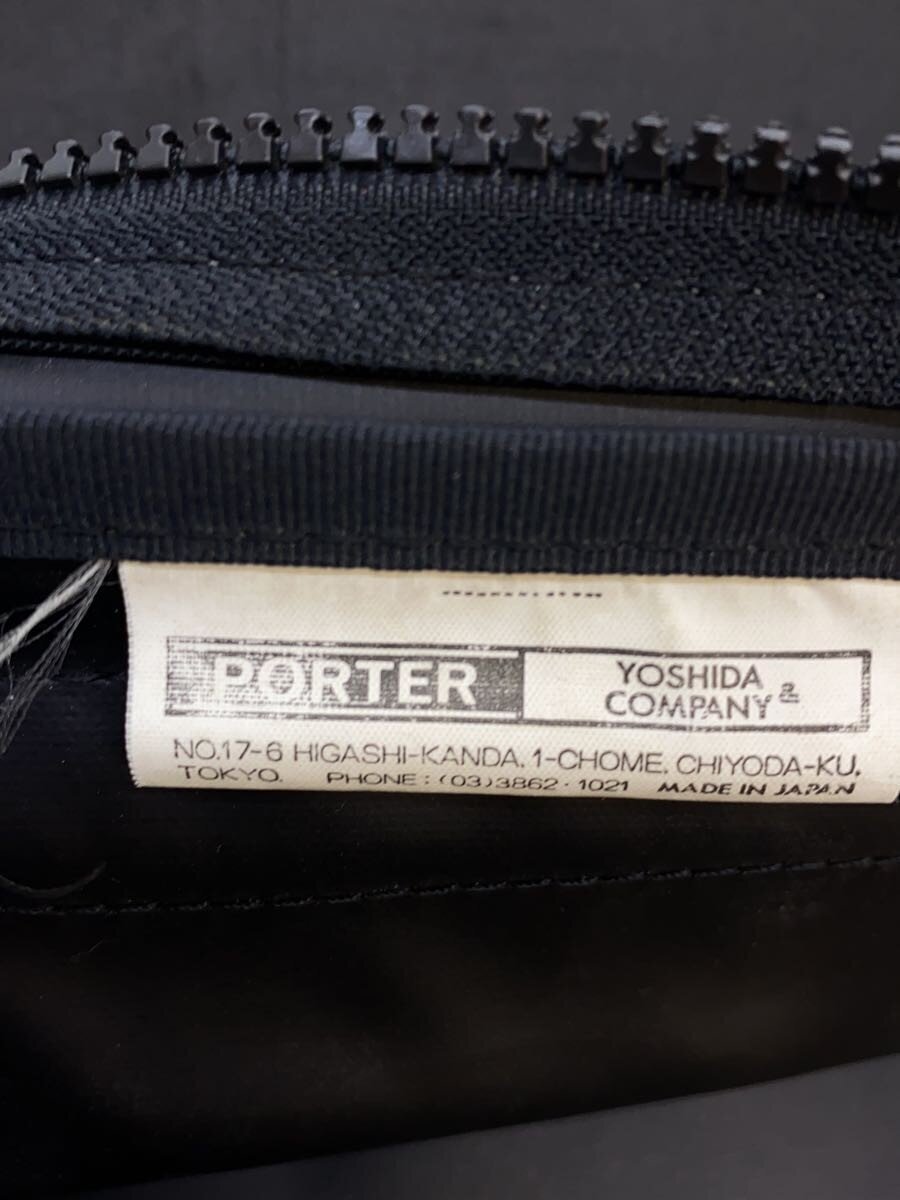 PORTER
YOSHIDA
COMPANY &
NO.17-6 HIGASHI-KANDA. 1-CHOME. CHIYODA-KU.
TOKYO. PHONE : (03)3862·1021 MADE IN JAPAN